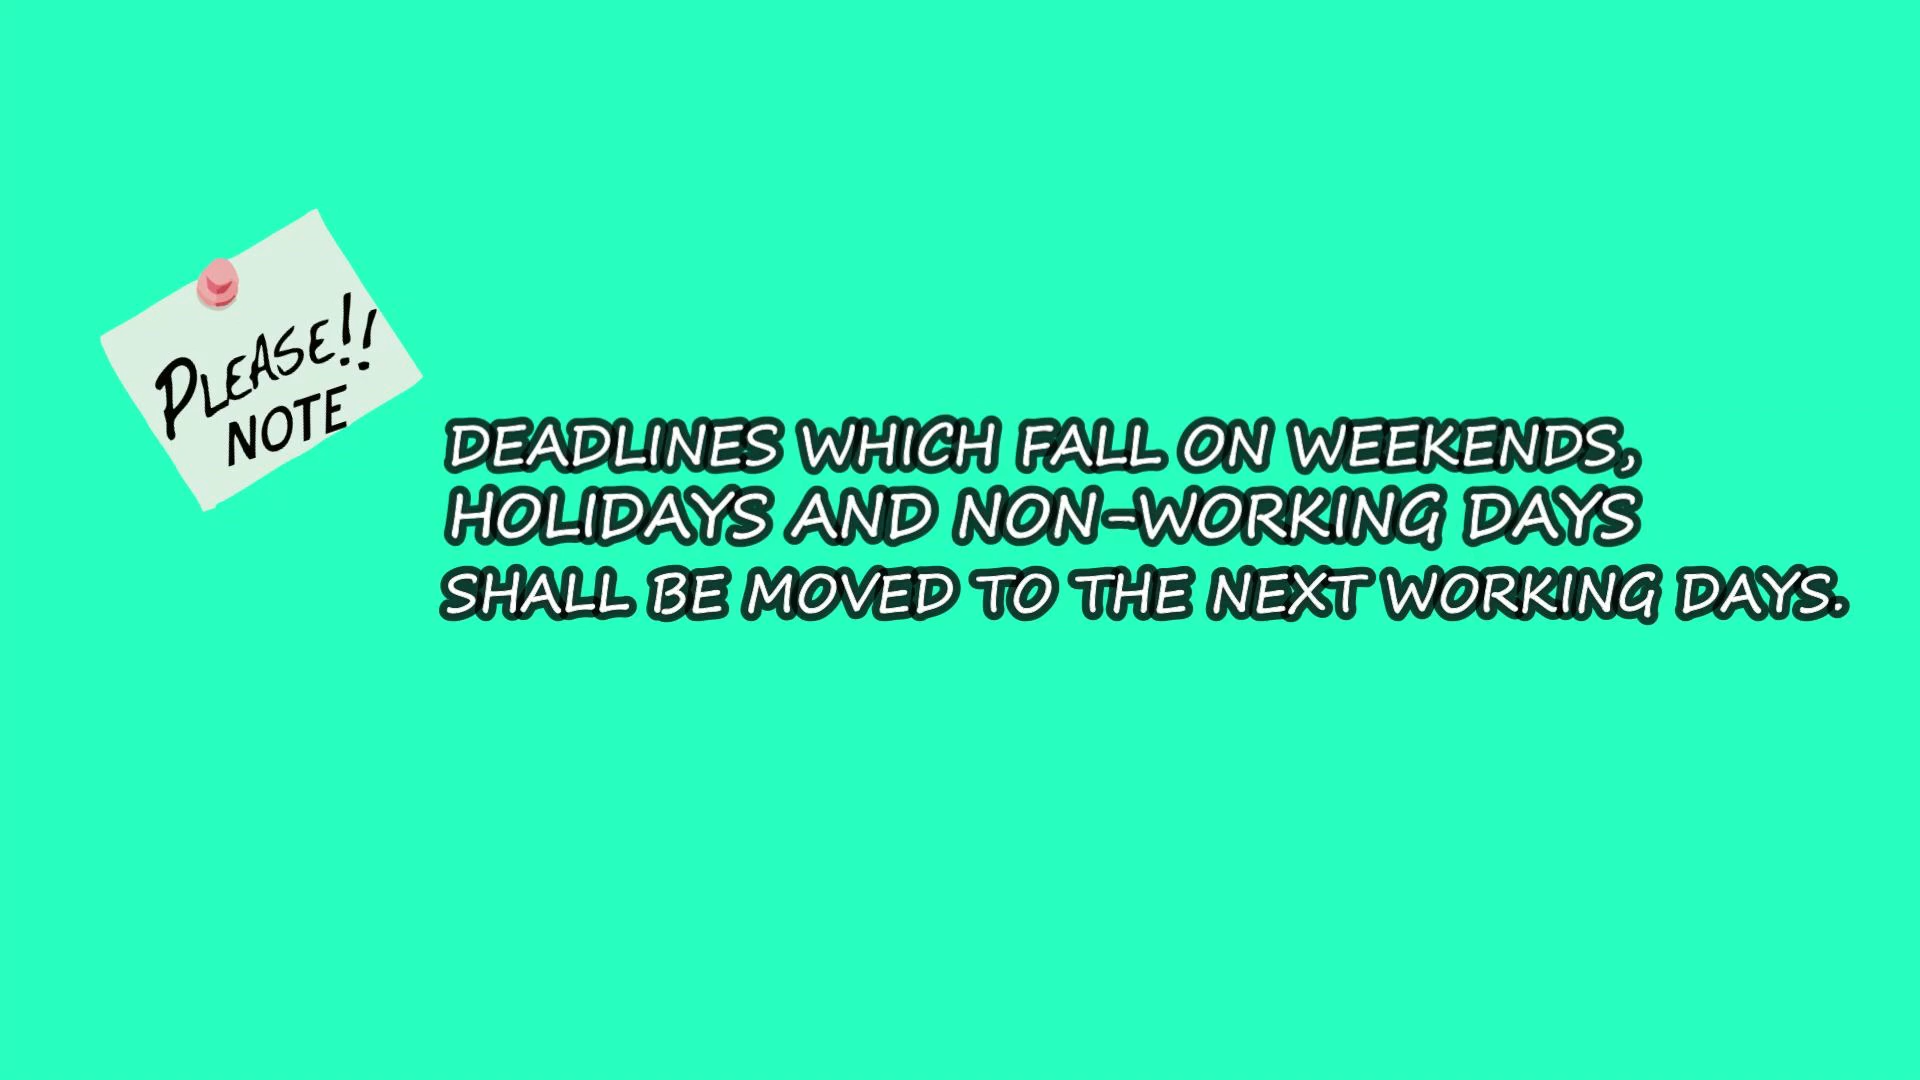 PLEASE!!
NOTE
DEADLINES WHICH FALL ON WEEKENDS,
HOLIDAYS AND NON-WORKING DAYS
SHALL BE MOVED TO THE NEXT WORKING DAYS.